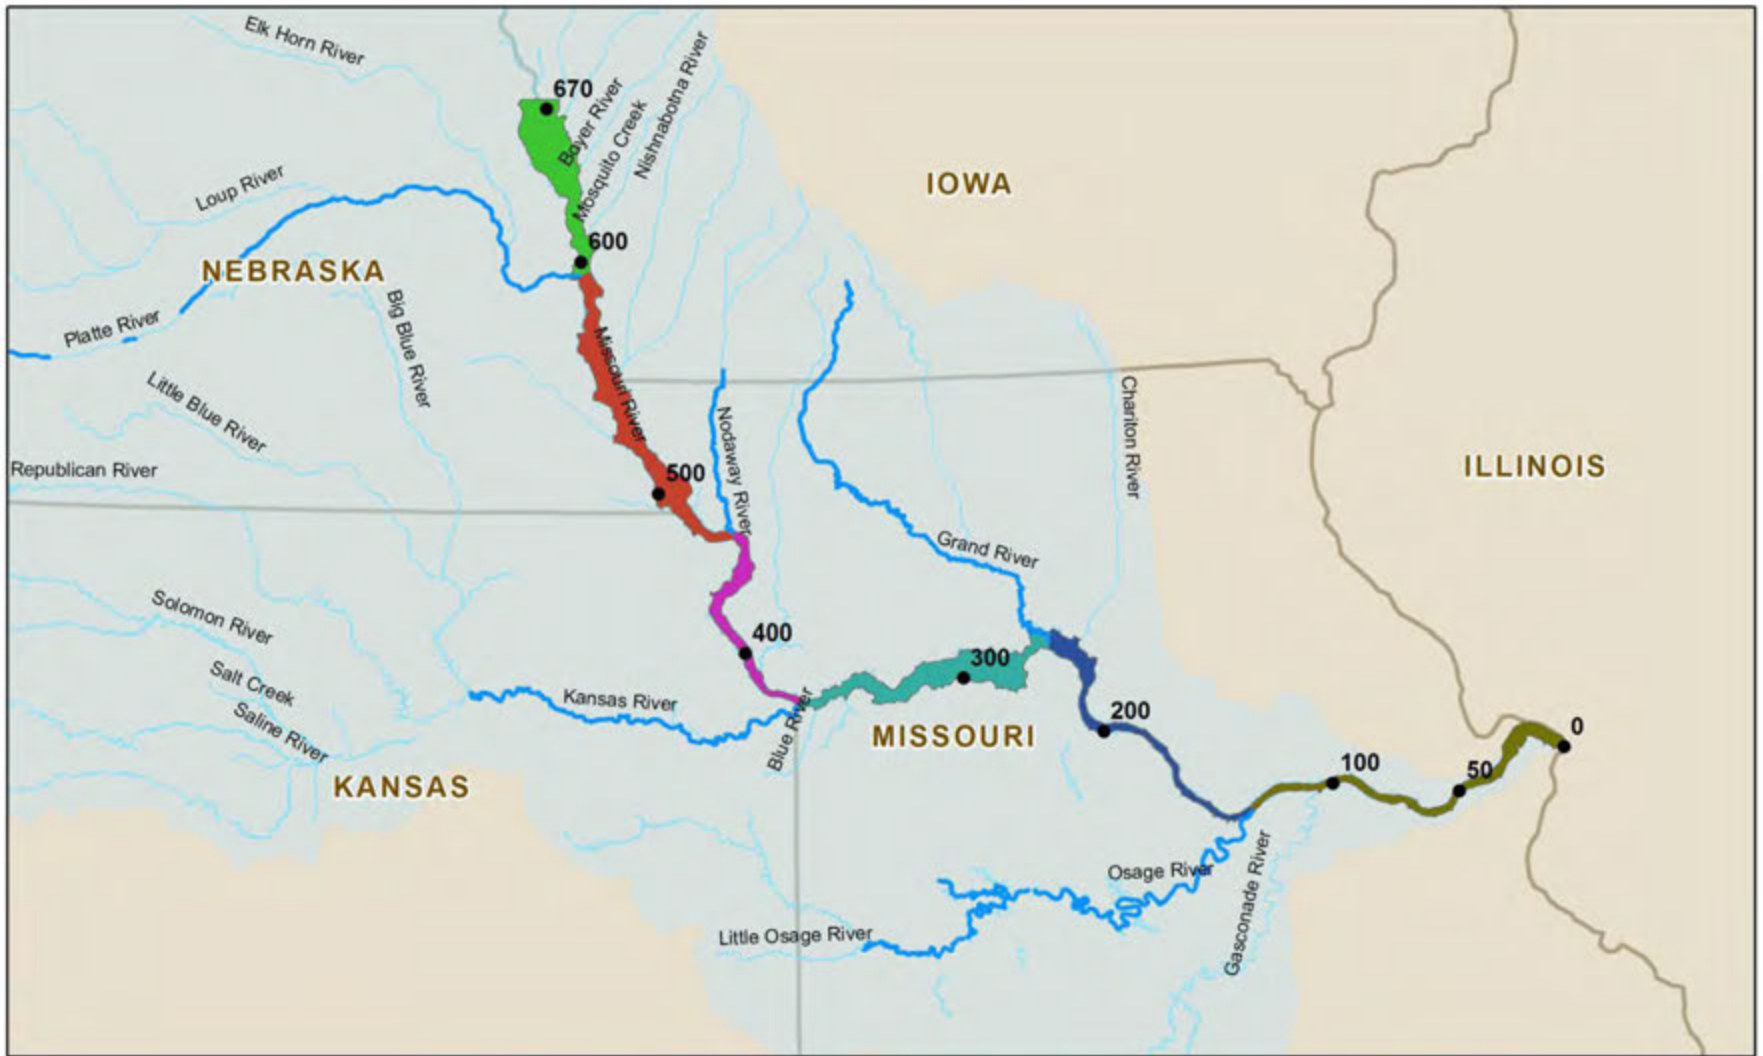 Elk Horn River
670
Boyer River
Mosquito Creek
Nishnabotna River
IOWA
Loup River
600
NEBRASKA
Platte River
Big Blue River
Missouri River
Little Blue River
Nodaway River
Chariton River
Republican River
500
ILLINOIS
Grand River
Solomon River
400
300
Salt Creek
Kansas River
Saline River
Blue River
MISSOURI
200
0
KANSAS
100
50
Osage River
Gasconade River
Little Osage River